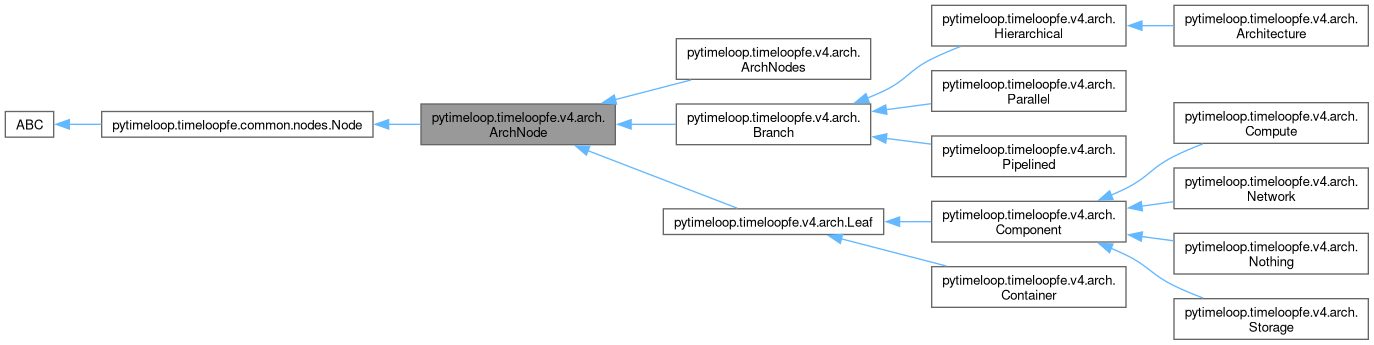 ABC
pytimeloop.timeloopfe.common.nodes.Node
pytimeloop.timeloopfe.v4.arch.
ArchNode
pytimeloop.timeloopfe.v4.arch.
ArchNodes
pytimeloop.timeloopfe.v4.arch.
Branch
pytimeloop.timeloopfe.v4.arch.Leaf
pytimeloop.timeloopfe.v4.arch.
Hierarchical
pytimeloop.timeloopfe.v4.arch.
Parallel
pytimeloop.timeloopfe.v4.arch.
Pipelined
pytimeloop.timeloopfe.v4.arch.
Component
pytimeloop.timeloopfe.v4.arch.
Container
pytimeloop.timeloopfe.v4.arch.
Architecture
pytimeloop.timeloopfe.v4.arch.
Compute
pytimeloop.timeloopfe.v4.arch.
Network
pytimeloop.timeloopfe.v4.arch.
Nothing
pytimeloop.timeloopfe.v4.arch.
Storage